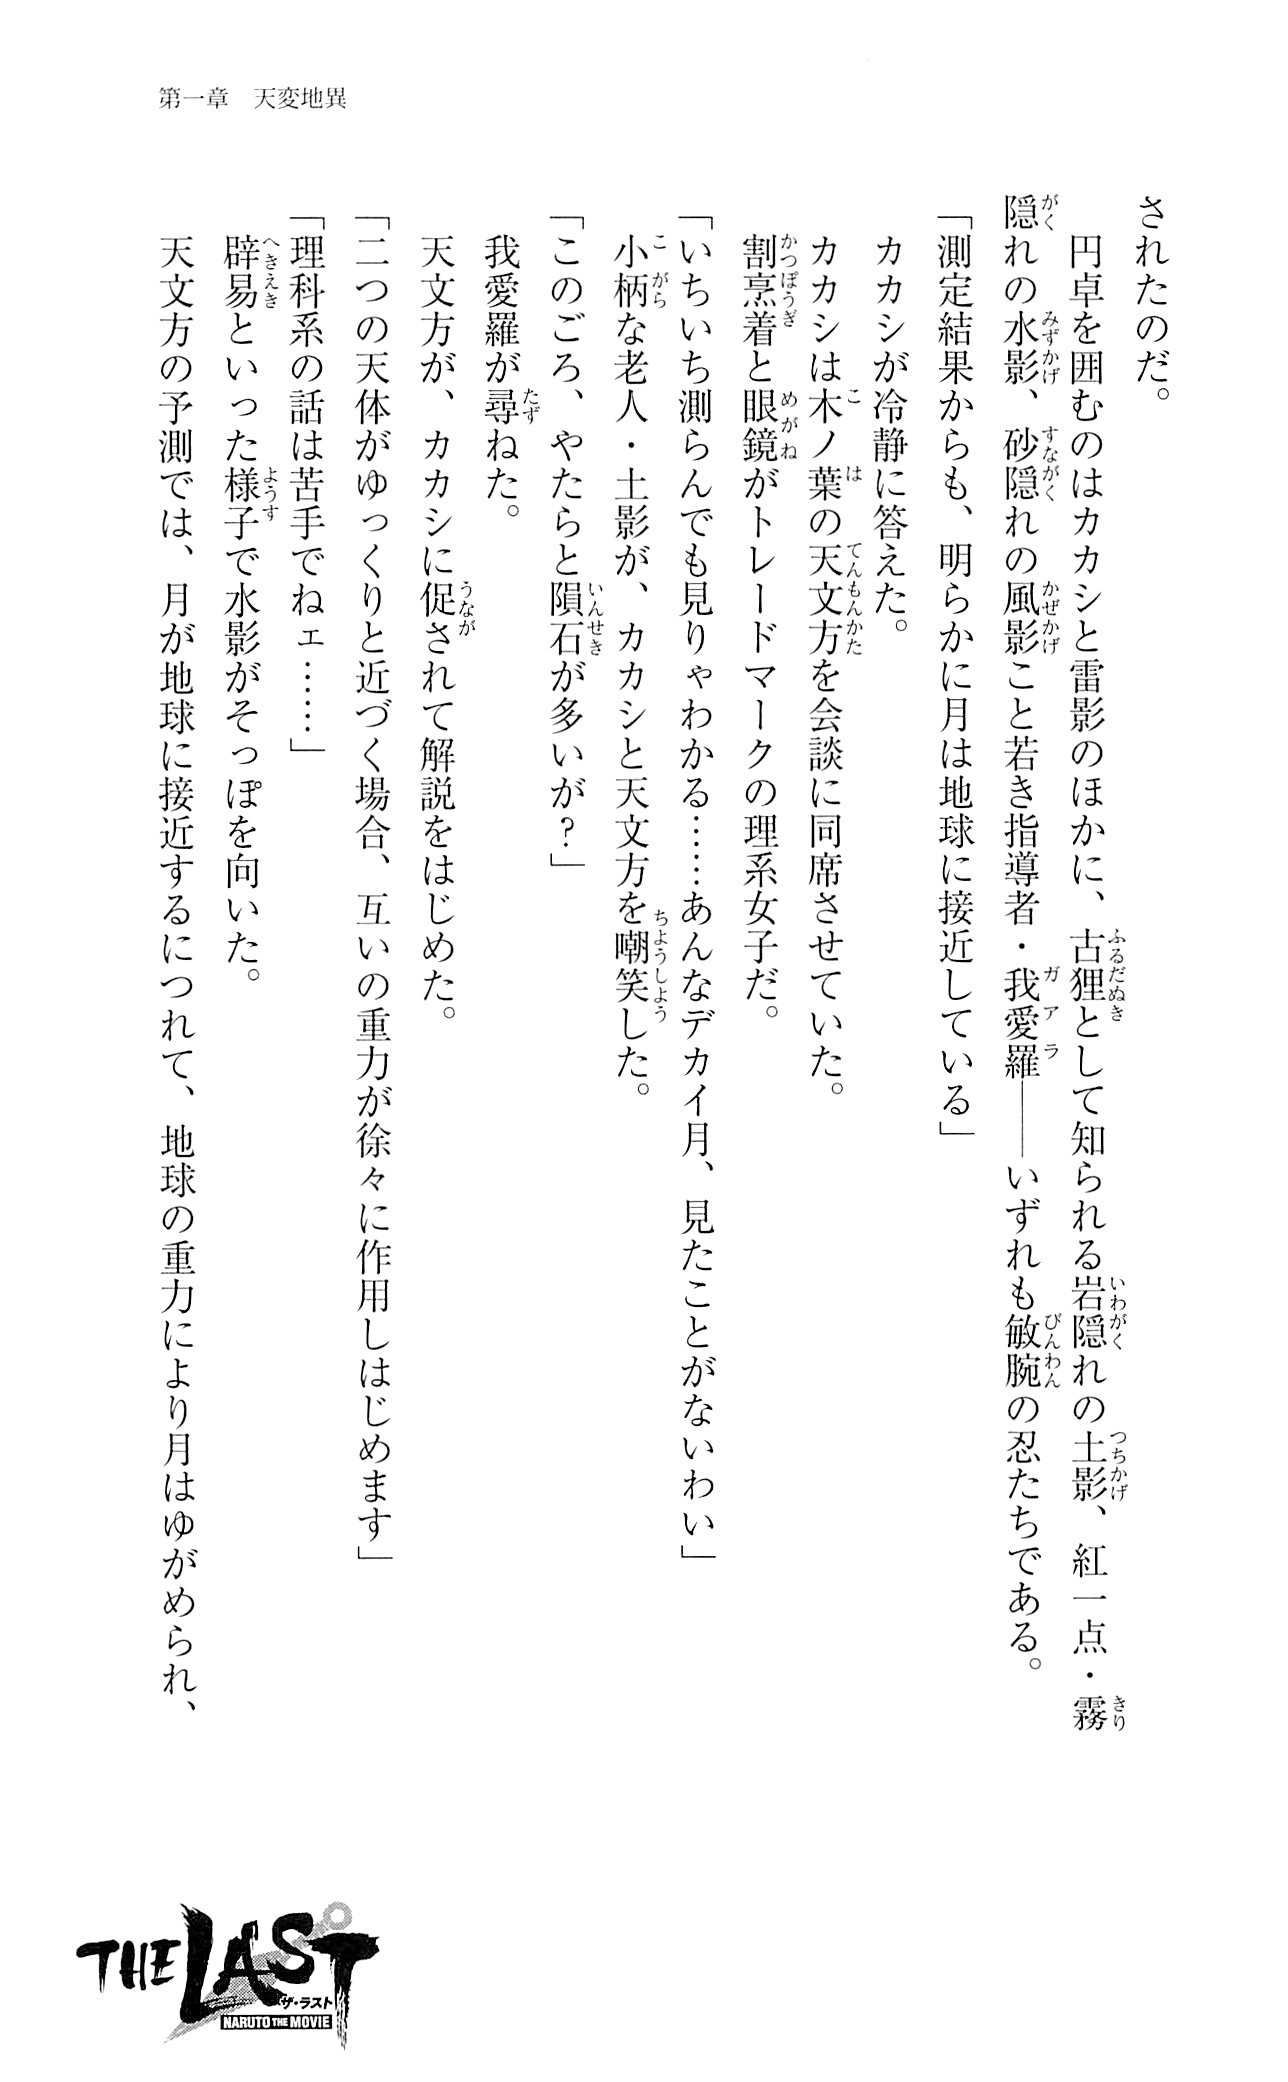 第一章　天変地異
されたのだ。
　円卓を囲むのはカカシと雷影のほかに、古狸として知られる岩隠れの土影、紅一点・霧
隠れの水影、砂隠れの風影こと若き指導者・我愛羅――いずれも敏腕の忍たちである。
「測定結果からも、明らかに月は地球に接近している」
　カカシが冷静に答えた。
　カカシは木ノ葉の天文方を会談に同席させていた。
　割烹着と眼鏡がトレードマークの理系女子だ。
「いちいち測らんでも見りゃわかる……あんなデカイ月、見たことがないわい」
　小柄な老人・土影が、カカシと天文方を嘲笑した。
「このごろ、やたらと隕石が多いが？」
　我愛羅が尋ねた。
　天文方が、カカシに促されて解説をはじめた。
「二つの天体がゆっくりと近づく場合、互いの重力が徐々に作用しはじめます」
「理科系の話は苦手でねェ……」
　辟易といった様子で水影がそっぽを向いた。
　天文方の予測では、月が地球に接近するにつれて、地球の重力により月はゆがめられ、
THE LAST
ザ・ラスト
NARUTO THE MOVIE